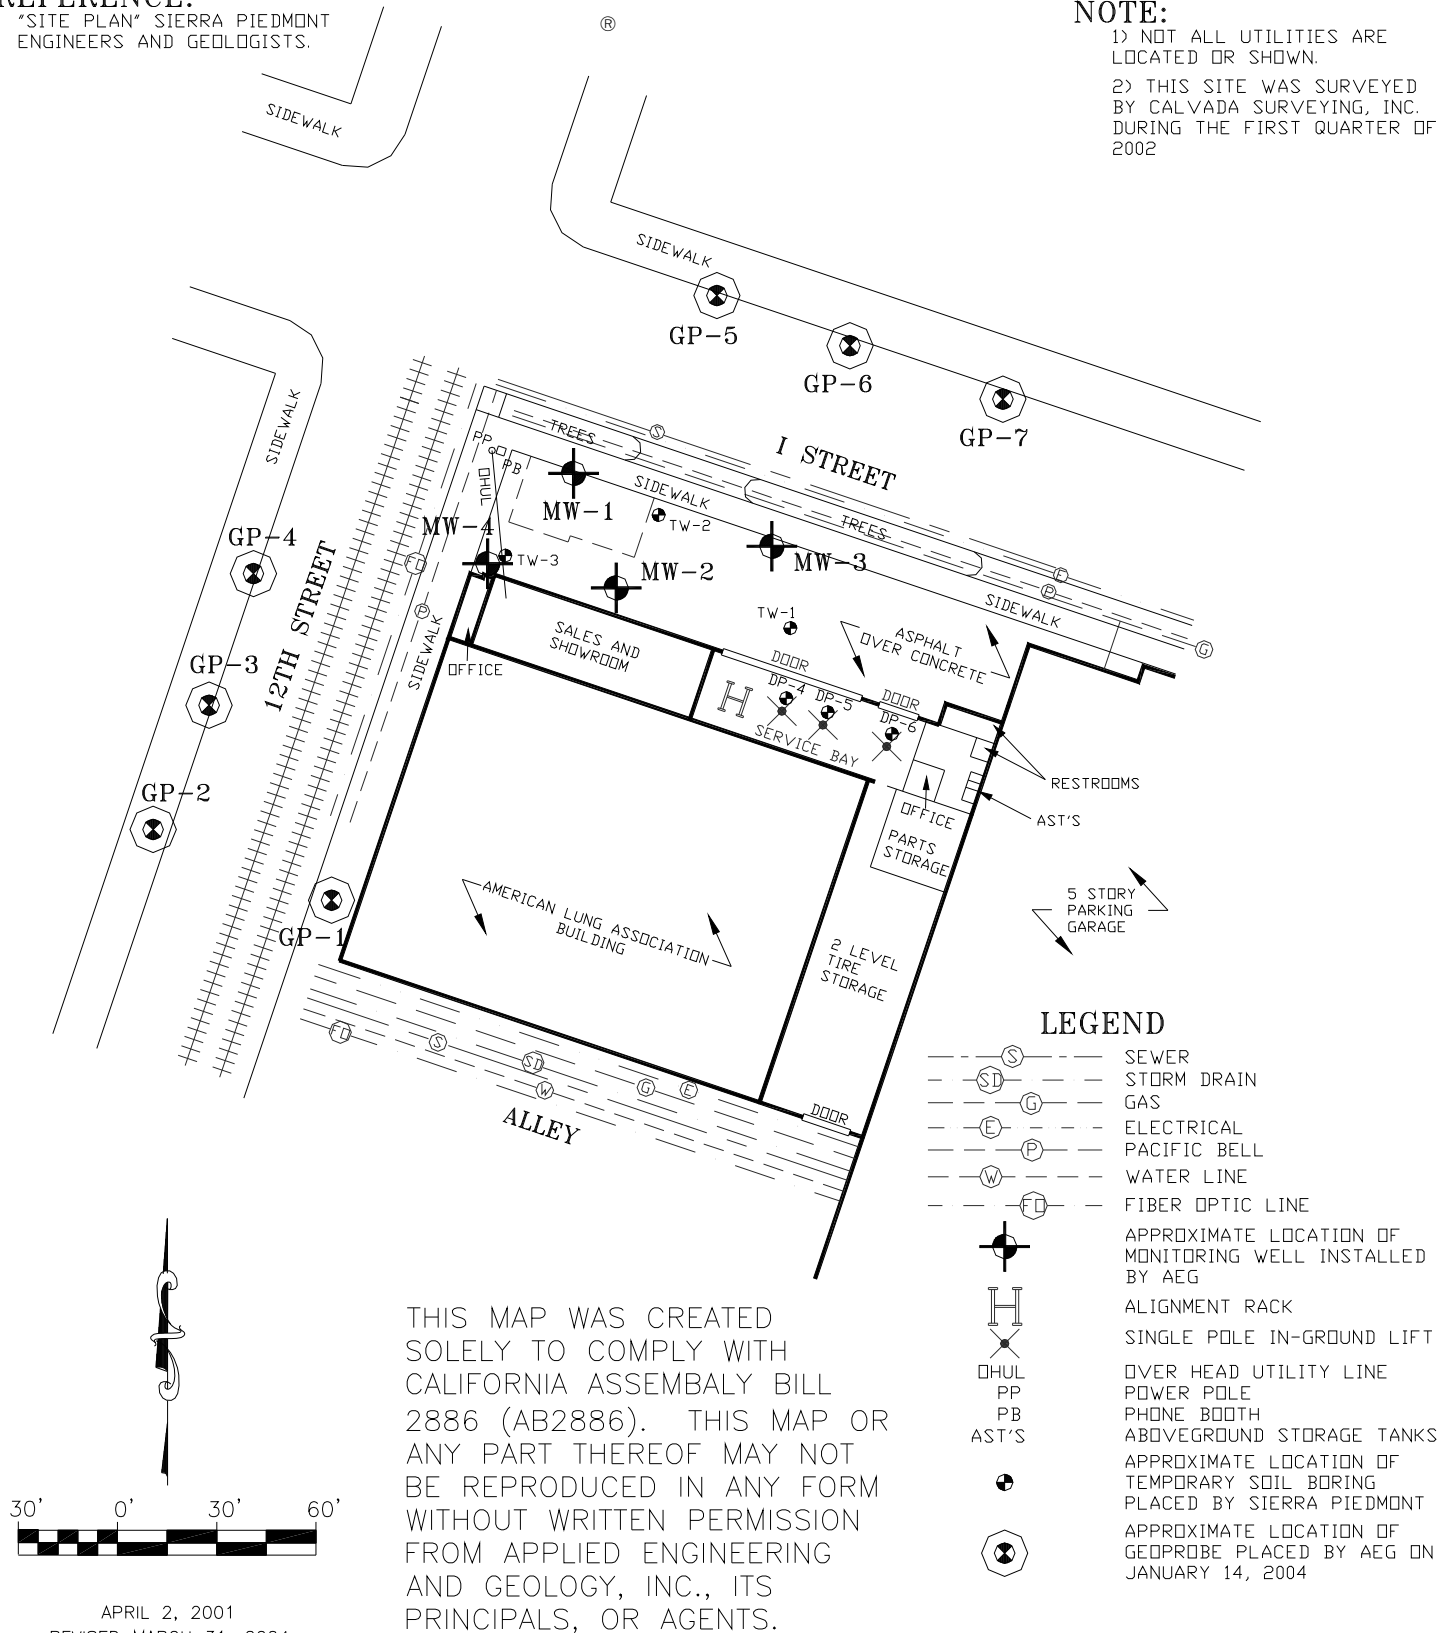 REFERENCE:
"SITE PLAN" SIERRA PIEDMONT
ENGINEERS AND GEOLOGISTS.
®
NOTE:
1) NOT ALL UTILITIES ARE
LOCATED OR SHOWN.
2) THIS SITE WAS SURVEYED
BY CALVADA SURVEYING, INC.
DURING THE FIRST QUARTER OF
2002
SIDEWALK
SIDEWALK
GP-5
GP-6
GP-7
SIDEWALK
TREES
S
I STREET
PP
PB
OHUL
MW-1
SIDEWALK
TW-2
TREES
MW-4
MW-3
GP-4
FO
TW-3
MW-2
E
P
12TH STREET
P
SIDEWALK
TW-1
SIDEWALK
G
ASPHALT
OVER CONCRETE
SALES AND
SHOWROOM
OFFICE
GP-3
DOOR
DOOR
DP-4
DP-5
DP-6
H
SERVICE BAY
RESTROOMS
GP-2
OFFICE
AST'S
PARTS
STORAGE
AMERICAN LUNG ASSOCIATION
BUILDING
5 STORY
PARKING
GARAGE
GP-1
2 LEVEL
TIRE
STORAGE
FO
S
SD
W
G
E
DOOR
ALLEY
LEGEND
S SEWER
SD STORM DRAIN
G GAS
E ELECTRICAL
P PACIFIC BELL
W WATER LINE
FO FIBER OPTIC LINE
APPROXIMATE LOCATION OF
MONITORING WELL INSTALLED
BY AEG
H ALIGNMENT RACK
SINGLE POLE IN-GROUND LIFT
OHUL OVER HEAD UTILITY LINE
PP POWER POLE
PB PHONE BOOTH
AST'S ABOVEGROUND STORAGE TANKS
APPROXIMATE LOCATION OF
TEMPORARY SOIL BORING
PLACED BY SIERRA PIEDMONT
APPROXIMATE LOCATION OF
GEOPROBE PLACED BY AEG ON
JANUARY 14, 2004
THIS MAP WAS CREATED
SOLELY TO COMPLY WITH
CALIFORNIA ASSEMBALY BILL
2886 (AB2886). THIS MAP OR
ANY PART THEREOF MAY NOT
BE REPRODUCED IN ANY FORM
WITHOUT WRITTEN PERMISSION
FROM APPLIED ENGINEERING
AND GEOLOGY, INC., ITS
PRINCIPALS, OR AGENTS.
30' 0' 30' 60'
APRIL 2, 2001
REVISED MARCH 31, 2004